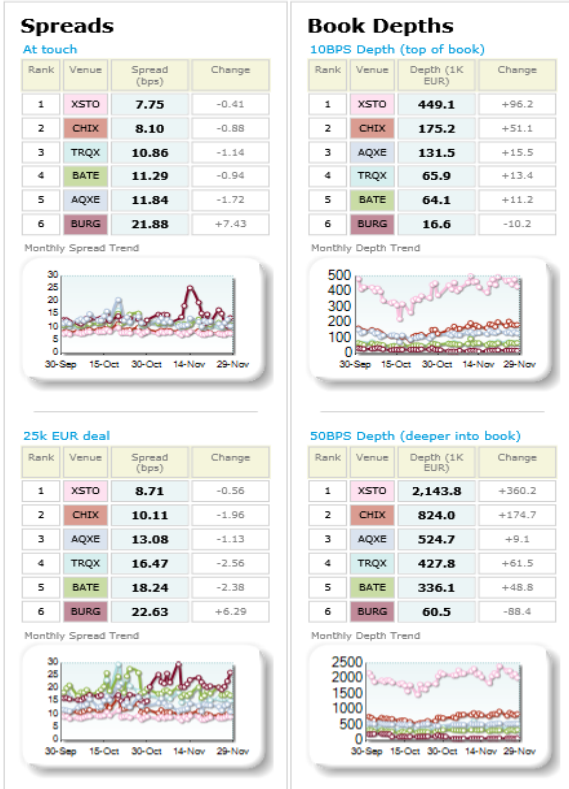 Spreads
At touch
Rank Venue Spread (bps) Change
1 XSTO 7.75 -0.41
2 CHIX 8.10 -0.88
3 TRQX 10.86 -1.14
4 BATE 11.29 -0.94
5 AQXE 11.84 -1.72
6 BURG 21.88 +7.43
Monthly Spread Trend
30
25
20
15
10
5
0
30-Sep 15-Oct 30-Oct 14-Nov 29-Nov
25k EUR deal
Rank Venue Spread (bps) Change
1 XSTO 8.71 -0.56
2 CHIX 10.11 -1.96
3 AQXE 13.08 -1.13
4 TRQX 16.47 -2.56
5 BATE 18.24 -2.38
6 BURG 22.63 +6.29
Monthly Spread Trend
30
25
20
15
10
5
0
30-Sep 15-Oct 30-Oct 14-Nov 29-Nov
Book Depths
10BPS Depth (top of book)
Rank Venue Depth (1K EUR) Change
1 XSTO 449.1 +96.2
2 CHIX 175.2 +51.1
3 AQXE 131.5 +15.5
4 TRQX 65.9 +13.4
5 BATE 64.1 +11.2
6 BURG 16.6 -10.2
Monthly Depth Trend
500
400
300
200
100
0
30-Sep 15-Oct 30-Oct 14-Nov 29-Nov
50BPS Depth (deeper into book)
Rank Venue Depth (1K EUR) Change
1 XSTO 2,143.8 +360.2
2 CHIX 824.0 +174.7
3 AQXE 524.7 +9.1
4 TRQX 427.8 +61.5
5 BATE 336.1 +48.8
6 BURG 60.5 -88.4
Monthly Depth Trend
2500
2000
1500
1000
500
0
30-Sep 15-Oct 30-Oct 14-Nov 29-Nov